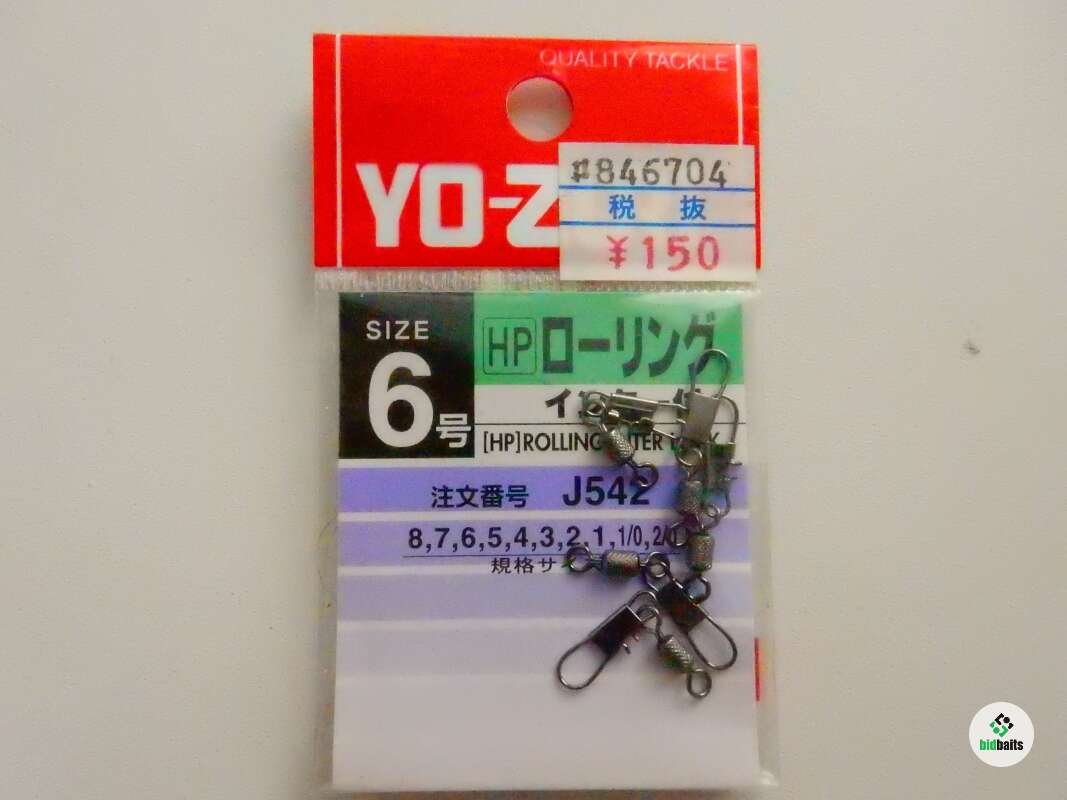 QUALITY TACKLE
YO-Z
#846704
税 抜
¥150
SIZE
6号
HP ローリング
[HP]ROLLING
注文番号 J542
8,7,6,5,4,3,2,1,1/0,2/0
規格サ
bidbaits